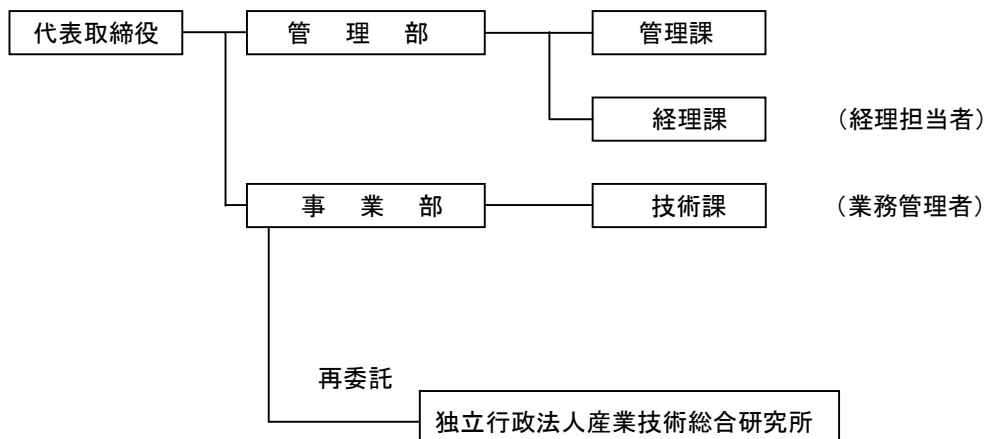 代表取締役 管 理 部 管理課
経理課 （経理担当者）
事 業 部 技術課 （業務管理者）
再委託
独立行政法人産業技術総合研究所